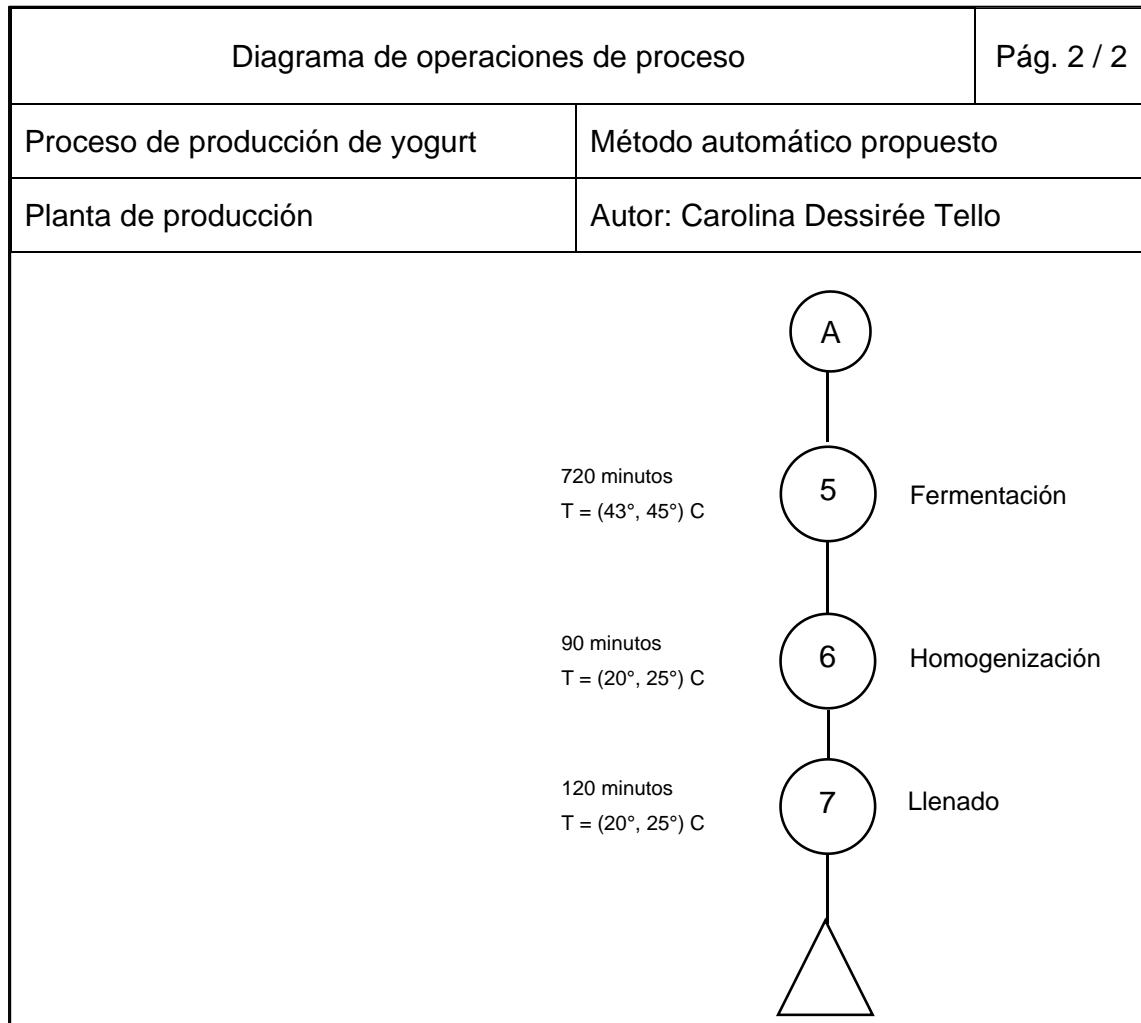 Diagrama de operaciones de proceso
Pág. 2 / 2
Proceso de producción de yogurt
Método automático propuesto
Planta de producción
Autor: Carolina Dessirée Tello
A
720 minutos
T = (43°, 45°) C
5
Fermentación
90 minutos
T = (20°, 25°) C
6
Homogenización
120 minutos
T = (20°, 25°) C
7
Llenado